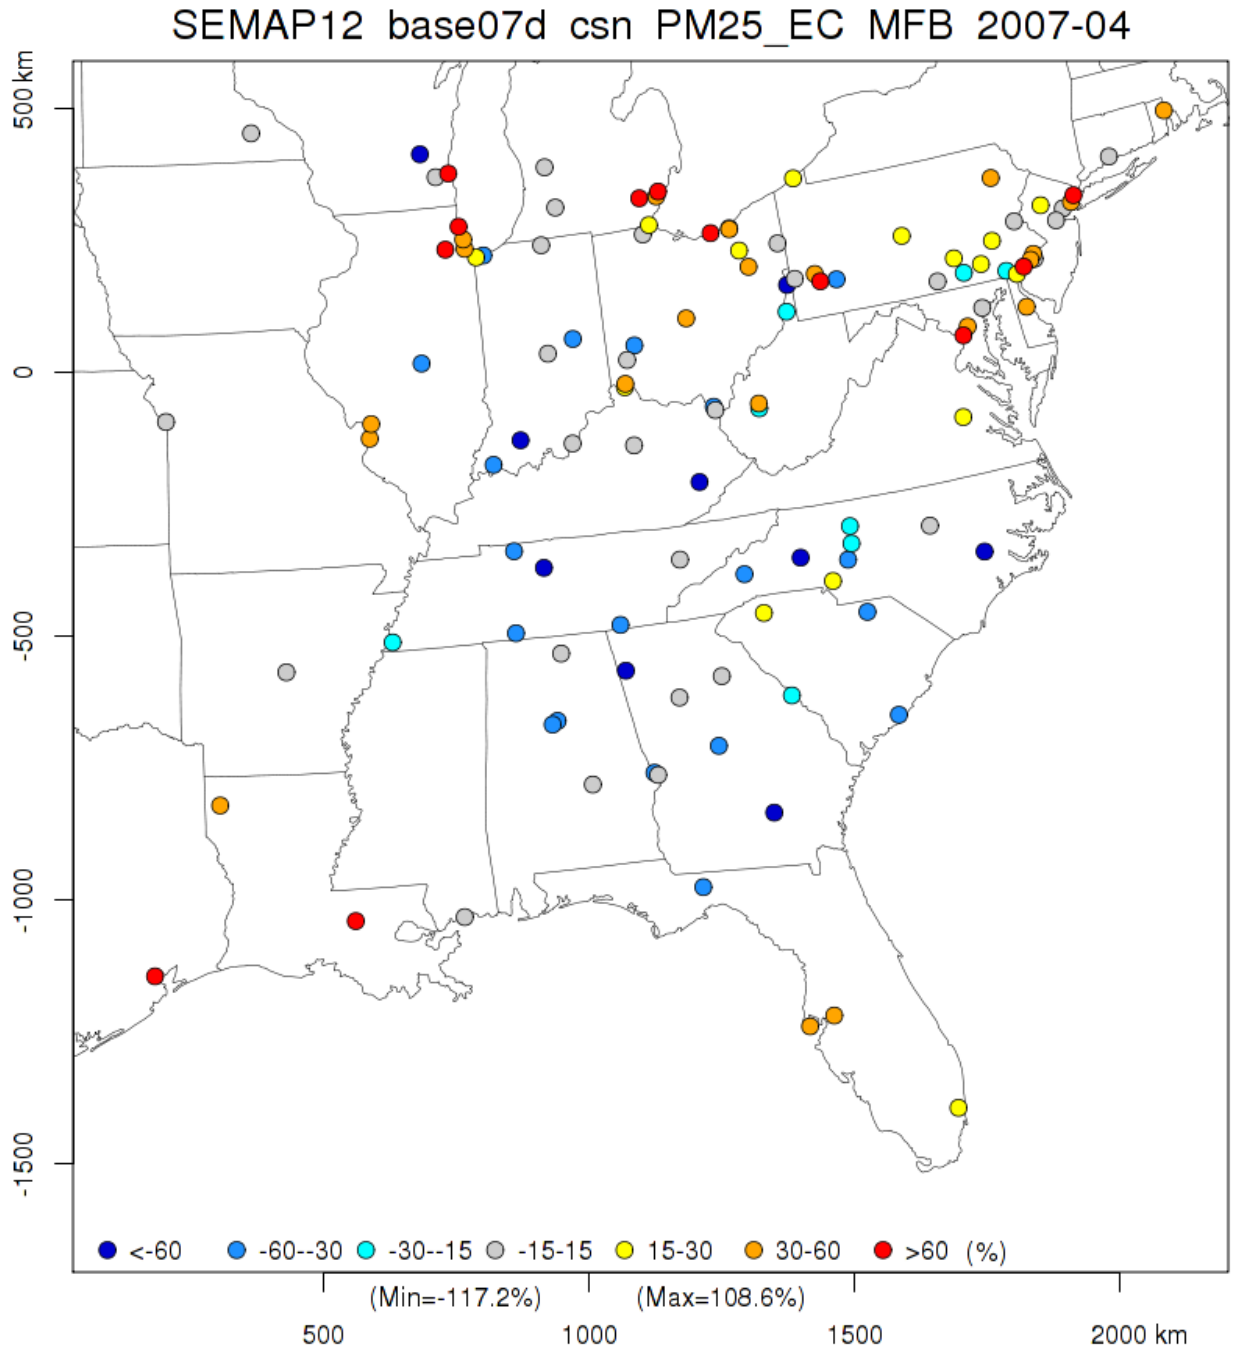 SEMAP12 base07d csn PM25_EC MFB 2007-04
500 km
0
-500
-1000
-1500
<-60 -60--30 -30--15 -15-15 15-30 30-60 >60 (%)
(Min=-117.2%) (Max=108.6%)
500 1000 1500 2000 km